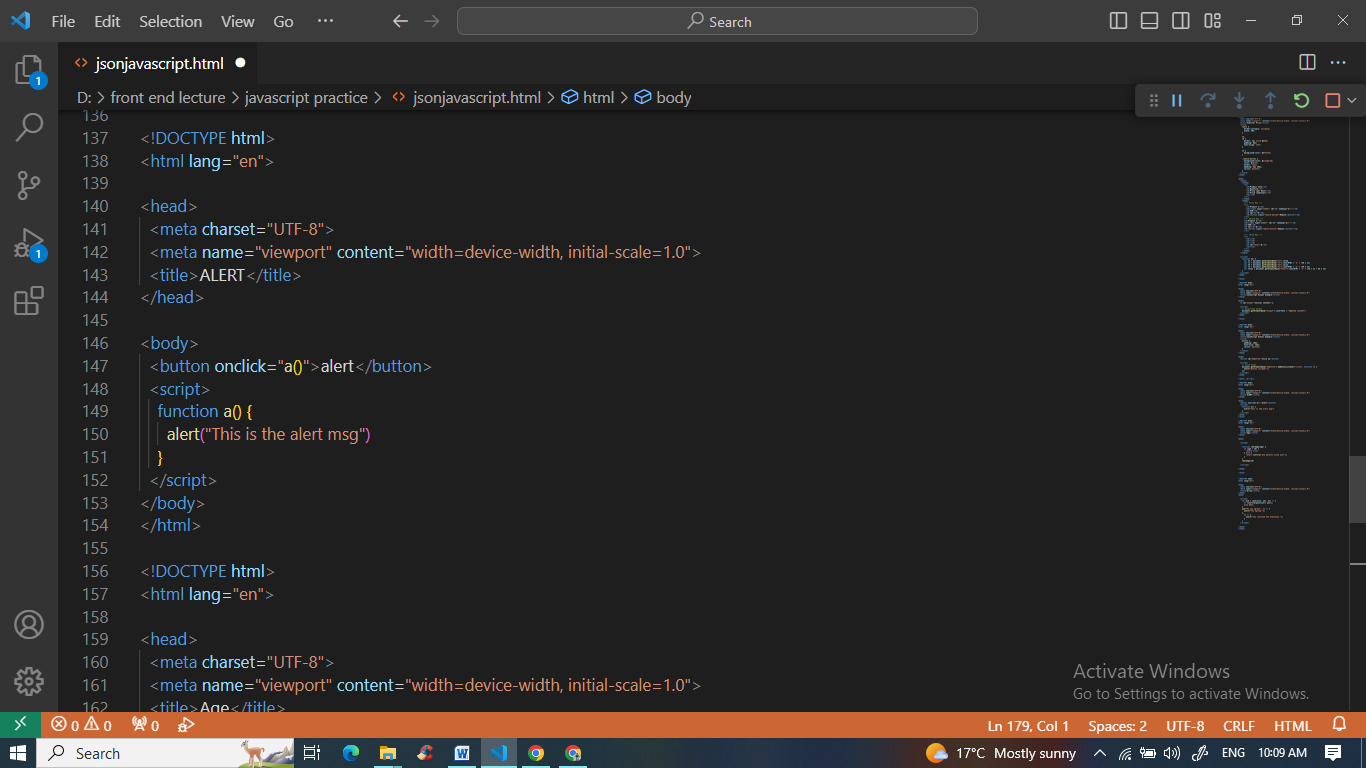 File Edit Selection View Go ··· Search
1 jsonjavascript.html
D: > front end lecture > javascript practice > jsonjavascript.html > html > body
136
137 <!DOCTYPE html>
138 <html lang="en">
139
140 <head>
141 <meta charset="UTF-8">
142 <meta name="viewport" content="width=device-width, initial-scale=1.0">
143 <title>ALERT</title>
144 </head>
145
146 <body>
147 <button onclick="a()">alert</button>
148 <script>
149 function a() {
150 alert("This is the alert msg")
151 }
152 </script>
153 </body>
154 </html>
155
156 <!DOCTYPE html>
157 <html lang="en">
158
159 <head>
160 <meta charset="UTF-8">
161 <meta name="viewport" content="width=device-width, initial-scale=1.0">
162 <title>Age</title>
1
Activate Windows
Go to Settings to activate Windows.
0 0 0 Ln 179, Col 1 Spaces: 2 UTF-8 CRLF HTML
Search 17°C Mostly sunny ENG 10:09 AM